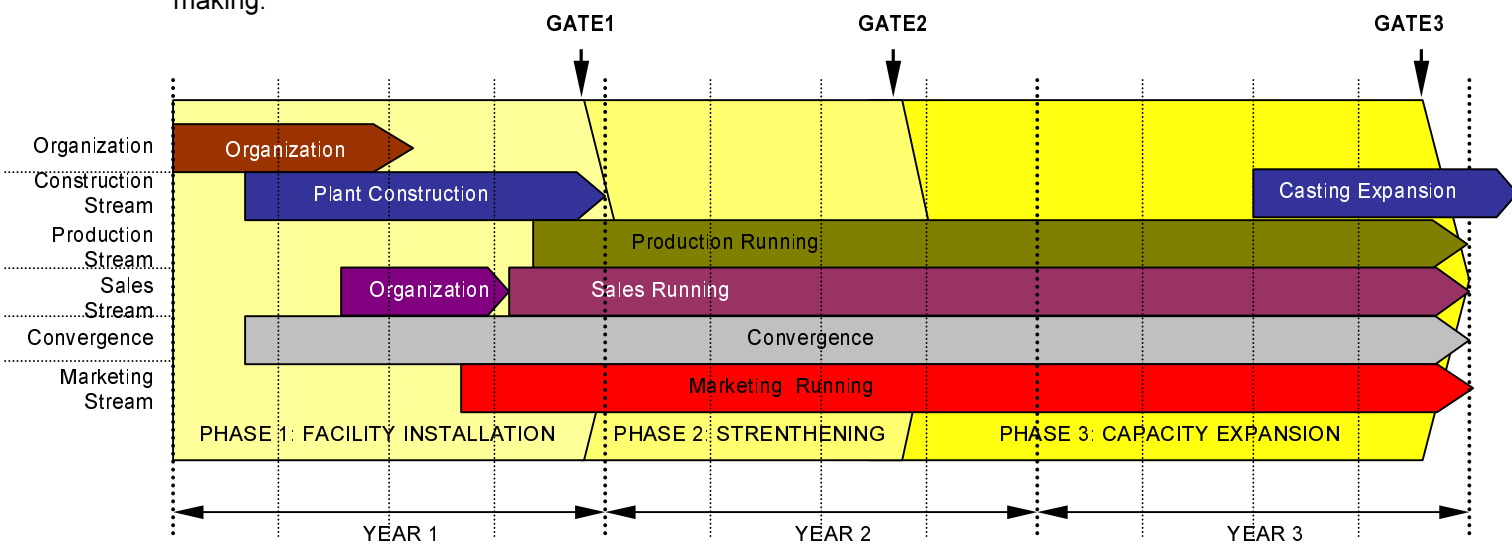 making.
GATE1 GATE2 GATE3
Organization Organization
Construction
Stream
Plant Construction Casting Expansion
Production
Stream
Production Running
Sales
Stream
Organization Sales Running
Convergence Convergence
Marketing
Stream
Marketing Running
PHASE 1: FACILITY INSTALLATION PHASE 2: STRENTHENING PHASE 3: CAPACITY EXPANSION
YEAR 1 YEAR 2 YEAR 3